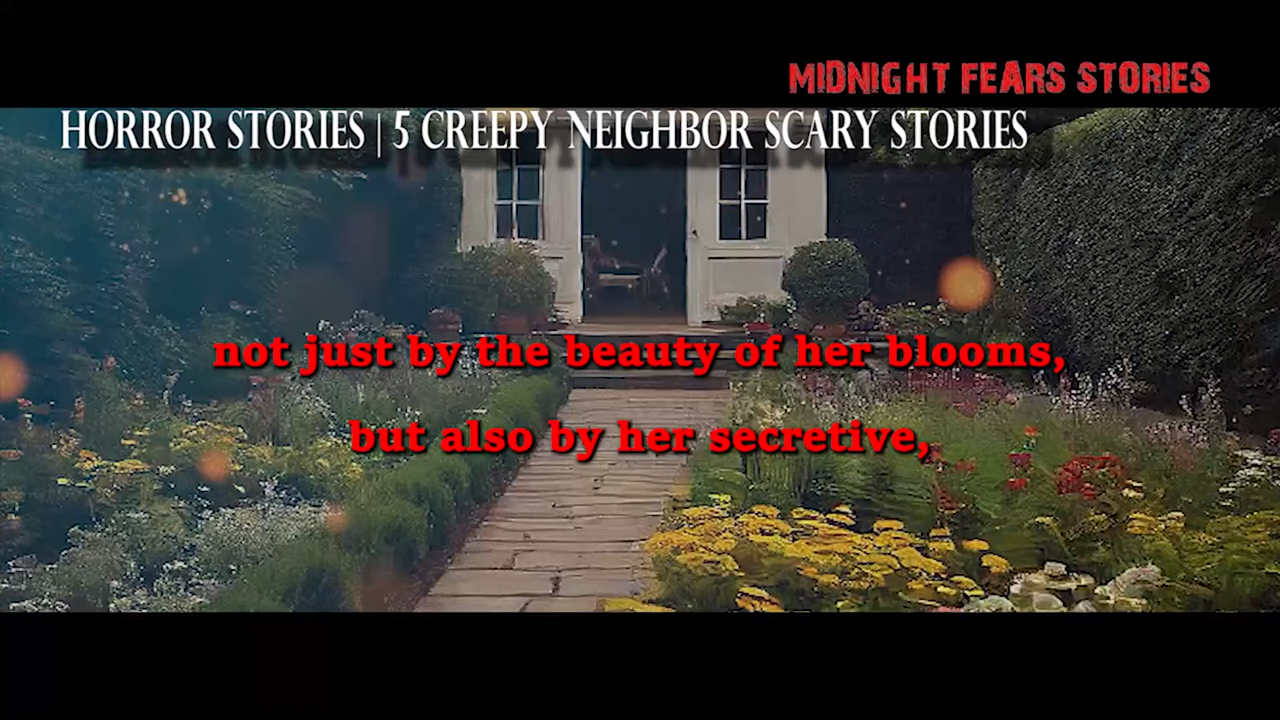 MIDNIGHT FEARS STORIES
HORROR STORIES | 5 CREEPY NEIGHBOR SCARY STORIES
not just by the beauty of her blooms,
but also by her secretive,